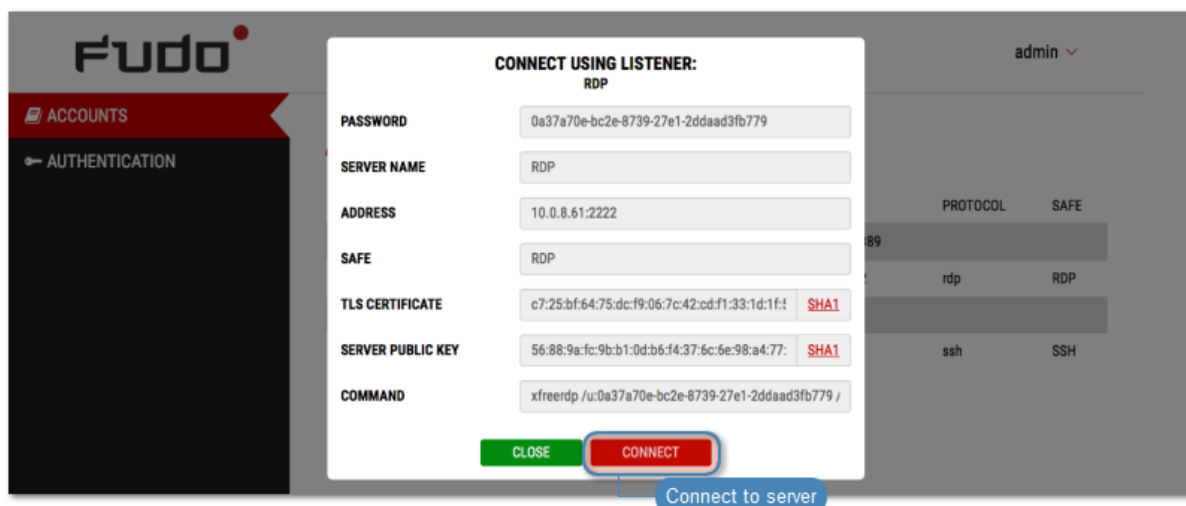 Fudo
admin
ACCOUNTS
AUTHENTICATION
CONNECT USING LISTENER:
RDP
PASSWORD
0a37a70e-bc2e-8739-27e1-2ddaad3fb779
SERVER NAME
RDP
ADDRESS
10.0.8.61:2222
SAFE
RDP
TLS CERTIFICATE
c7:25:bf:64:75:dc:f9:06:7c:42:cd:f1:33:1d:1f: SHA1
SERVER PUBLIC KEY
56:88:9a:fc:9b:b1:0d:b6:f4:37:6c:6e:98:a4:77: SHA1
COMMAND
xfreerdp /u:0a37a70e-bc2e-8739-27e1-2ddaad3fb779 /
CLOSE
CONNECT
Connect to server
PROTOCOL SAFE
89
rdp RDP
ssh SSH